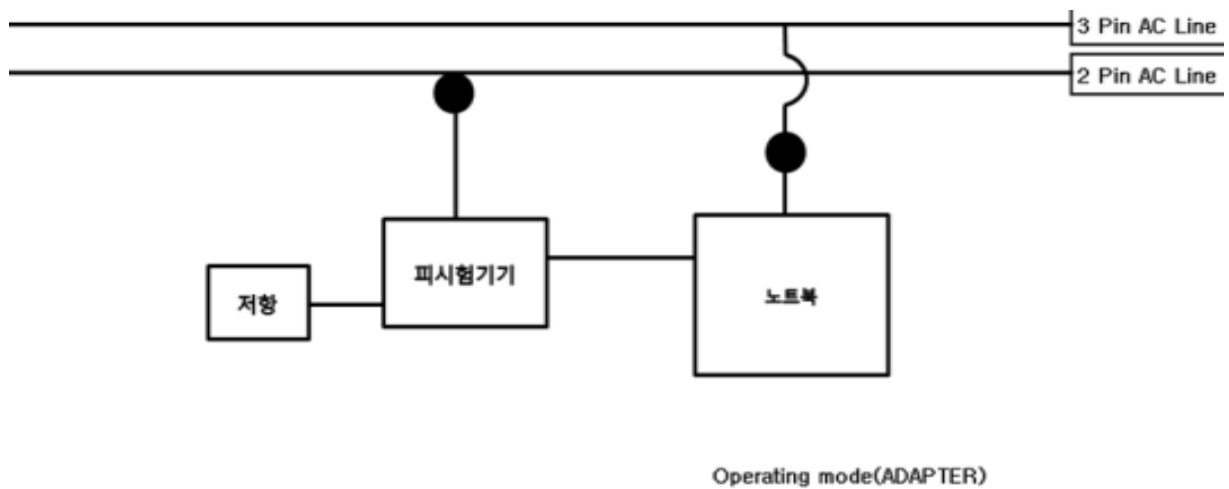 3 Pin AC Line
2 Pin AC Line
피시험기기
저항
노트북
Operating mode(ADAPTER)